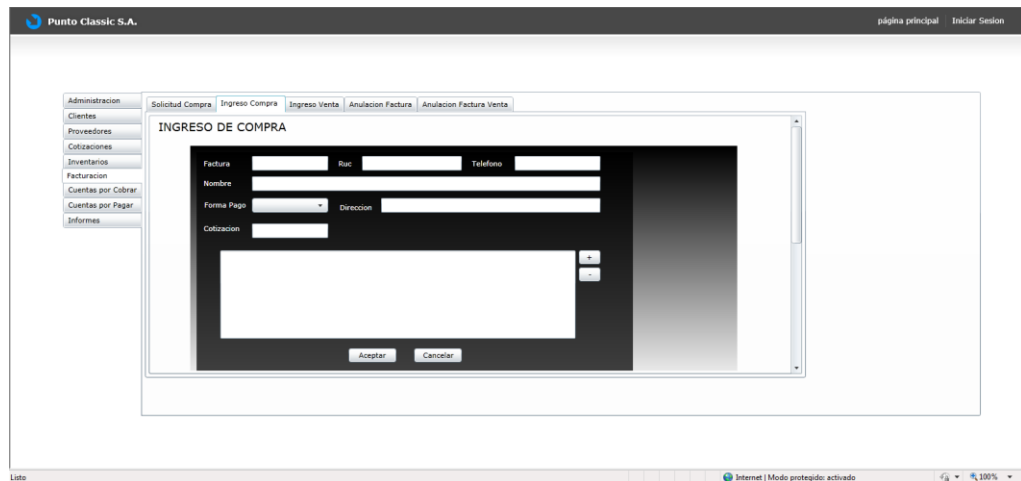 Punto Classic S.A. página principal Iniciar Sesion
Administracion
Clientes
Proveedores
Cotizaciones
Inventarios
Facturacion
Cuentas por Cobrar
Cuentas por Pagar
Informes
Solicitud Compra Ingreso Compra Ingreso Venta Anulacion Factura Anulacion Factura Venta
INGRESO DE COMPRA
Factura Ruc Telefono
Nombre
Forma Pago Direccion
Cotizacion
+
-
Aceptar Cancelar
Listo Internet | Modo protegido: activado 100%